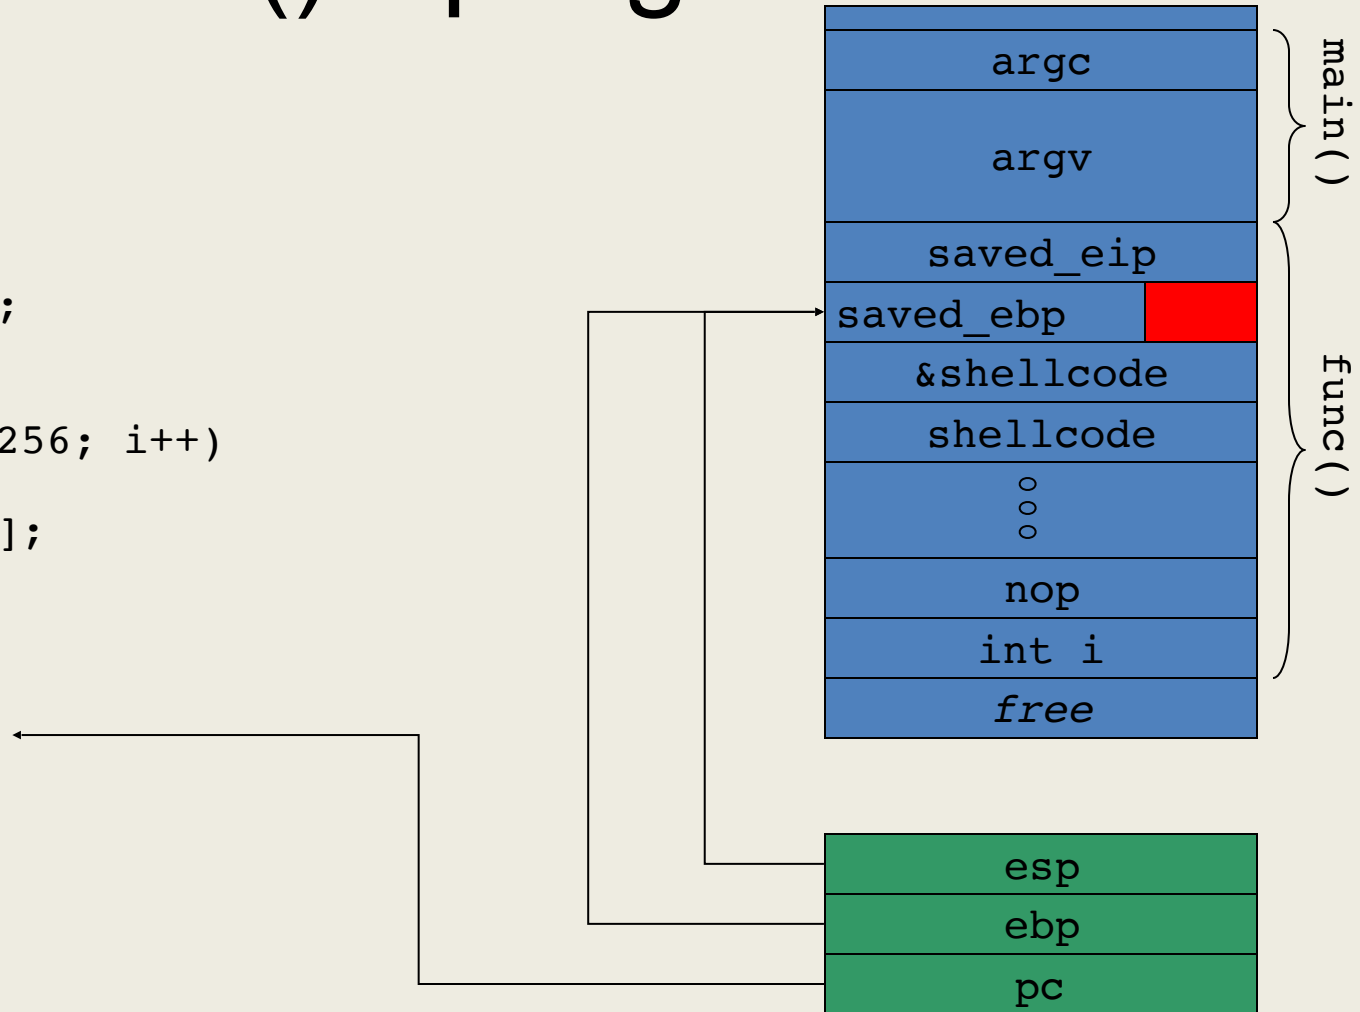 argc
main()
argv
saved_eip
;
saved_ebp
&shellcode
func()
256; i++)
shellcode
];
nop
int i
free
esp
ebp
pc